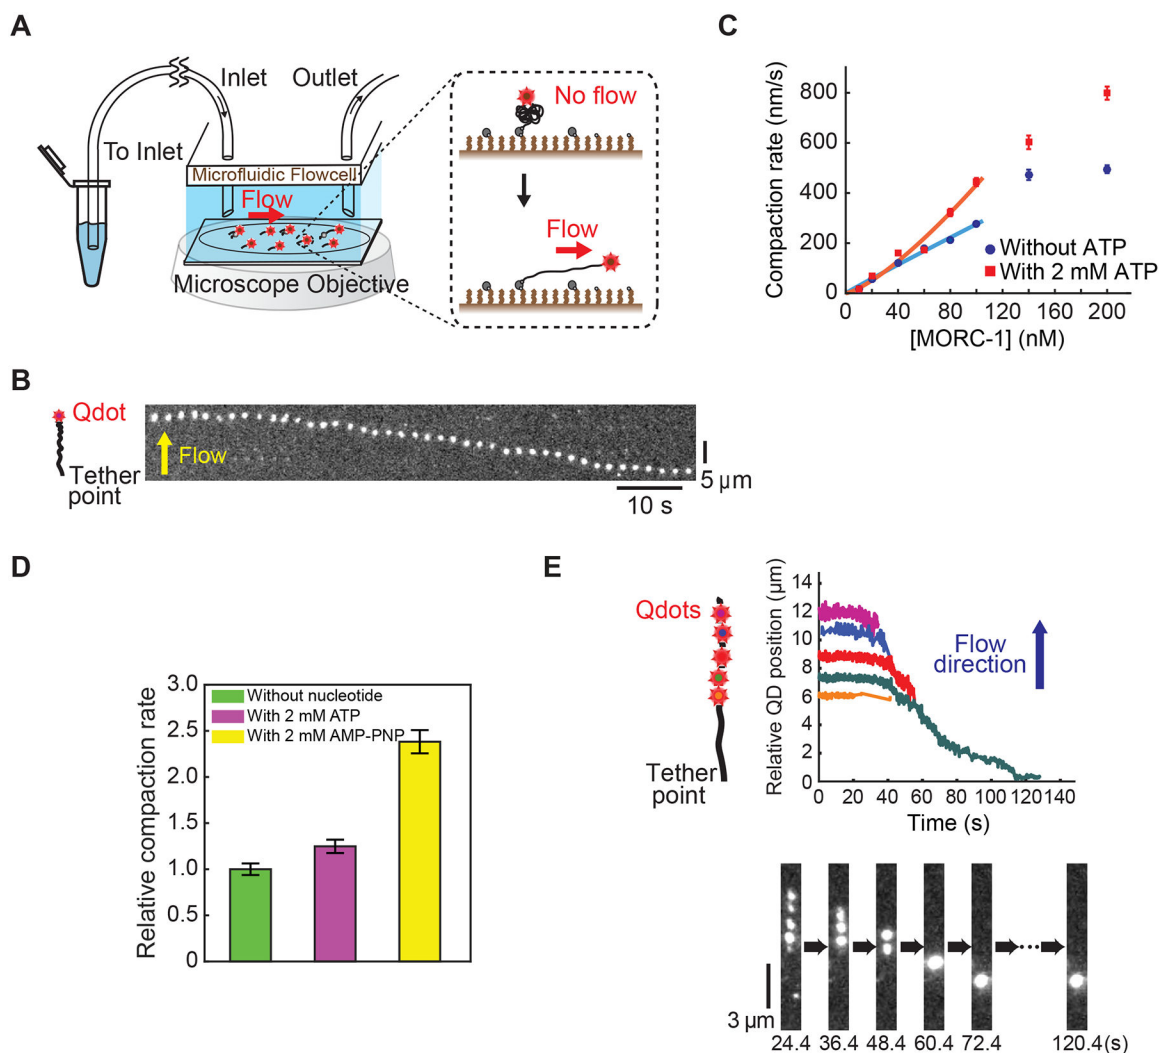 A
Inlet
Outlet
To Inlet
Microfluidic Flowcell
Flow
Microscope Objective
No flow
Flow
C
Compaction rate (nm/s)
800
600
400
200
0
0 20 40 60 80 100 120 140 160 200
Without ATP
With 2 mM ATP
[MORC-1] (nM)
B
Qdot
Flow
Tether
point
5 µm
10 s
D
Relative compaction rate
3.0
2.5
2.0
1.5
1.0
0.5
0
Without nucleotide
With 2 mM ATP
With 2 mM AMP-PNP
E
Qdots
Tether
point
Relative QD position (µm)
14
12
10
8
6
4
2
0
0 20 40 60 80 100 120 140
Time (s)
Flow
direction
3 µm
24.4 36.4 48.4 60.4 72.4 120.4 (s)